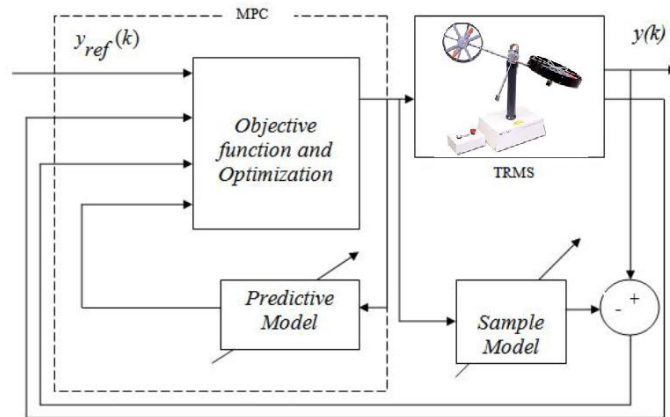 MPC
y_ref(k)
y(k)
Objective
function and
Optimization
TRMS
Predictive
Model
Sample
Model
- +